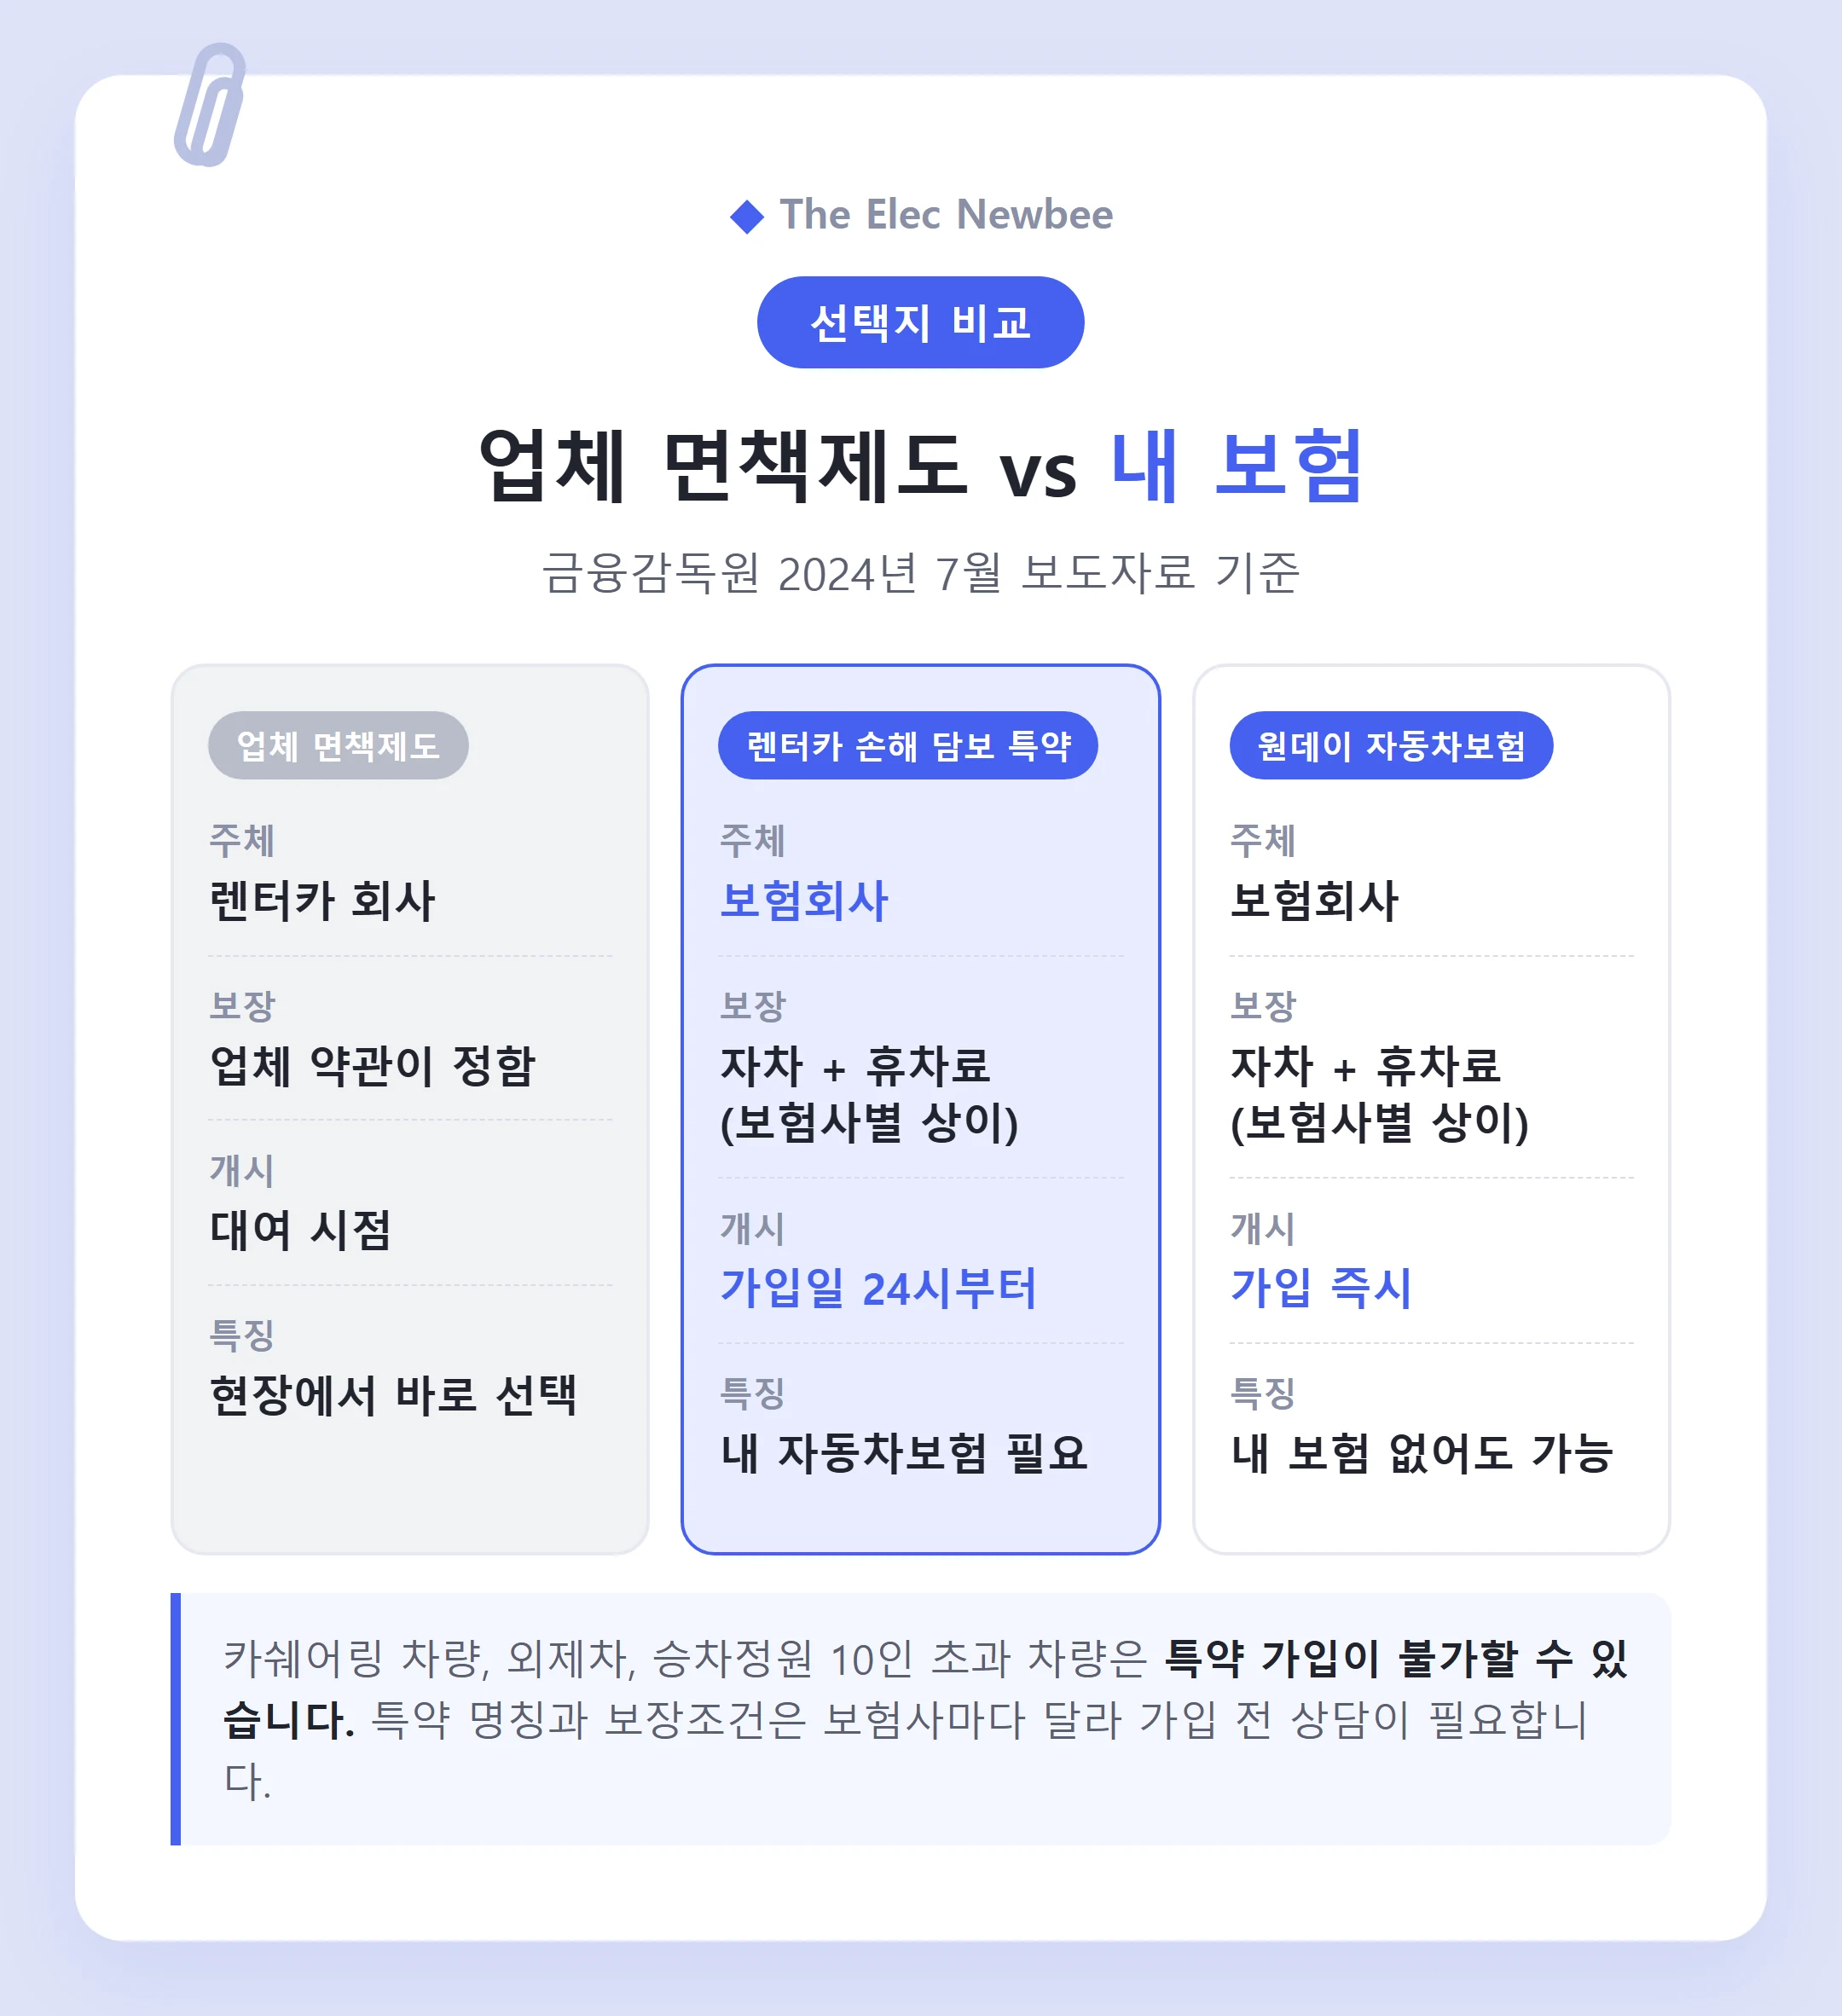 The Elec Newbee
선택지 비교
업체 면책제도 vs 내 보험
금융감독원 2024년 7월 보도자료 기준
업체 면책제도
주체
렌터카 회사
보장
업체 약관이 정함
개시
대여 시점
특징
현장에서 바로 선택
렌터카 손해 담보 특약
주체
보험회사
보장
자차 + 휴차료
(보험사별 상이)
개시
가입일 24시부터
특징
내 자동차보험 필요
원데이 자동차보험
주체
보험회사
보장
자차 + 휴차료
(보험사별 상이)
개시
가입 즉시
특징
내 보험 없어도 가능
카쉐어링 차량, 외제차, 승차정원 10인 초과 차량은 특약 가입이 불가할 수 있
습니다. 특약 명칭과 보장조건은 보험사마다 달라 가입 전 상담이 필요합니
다.